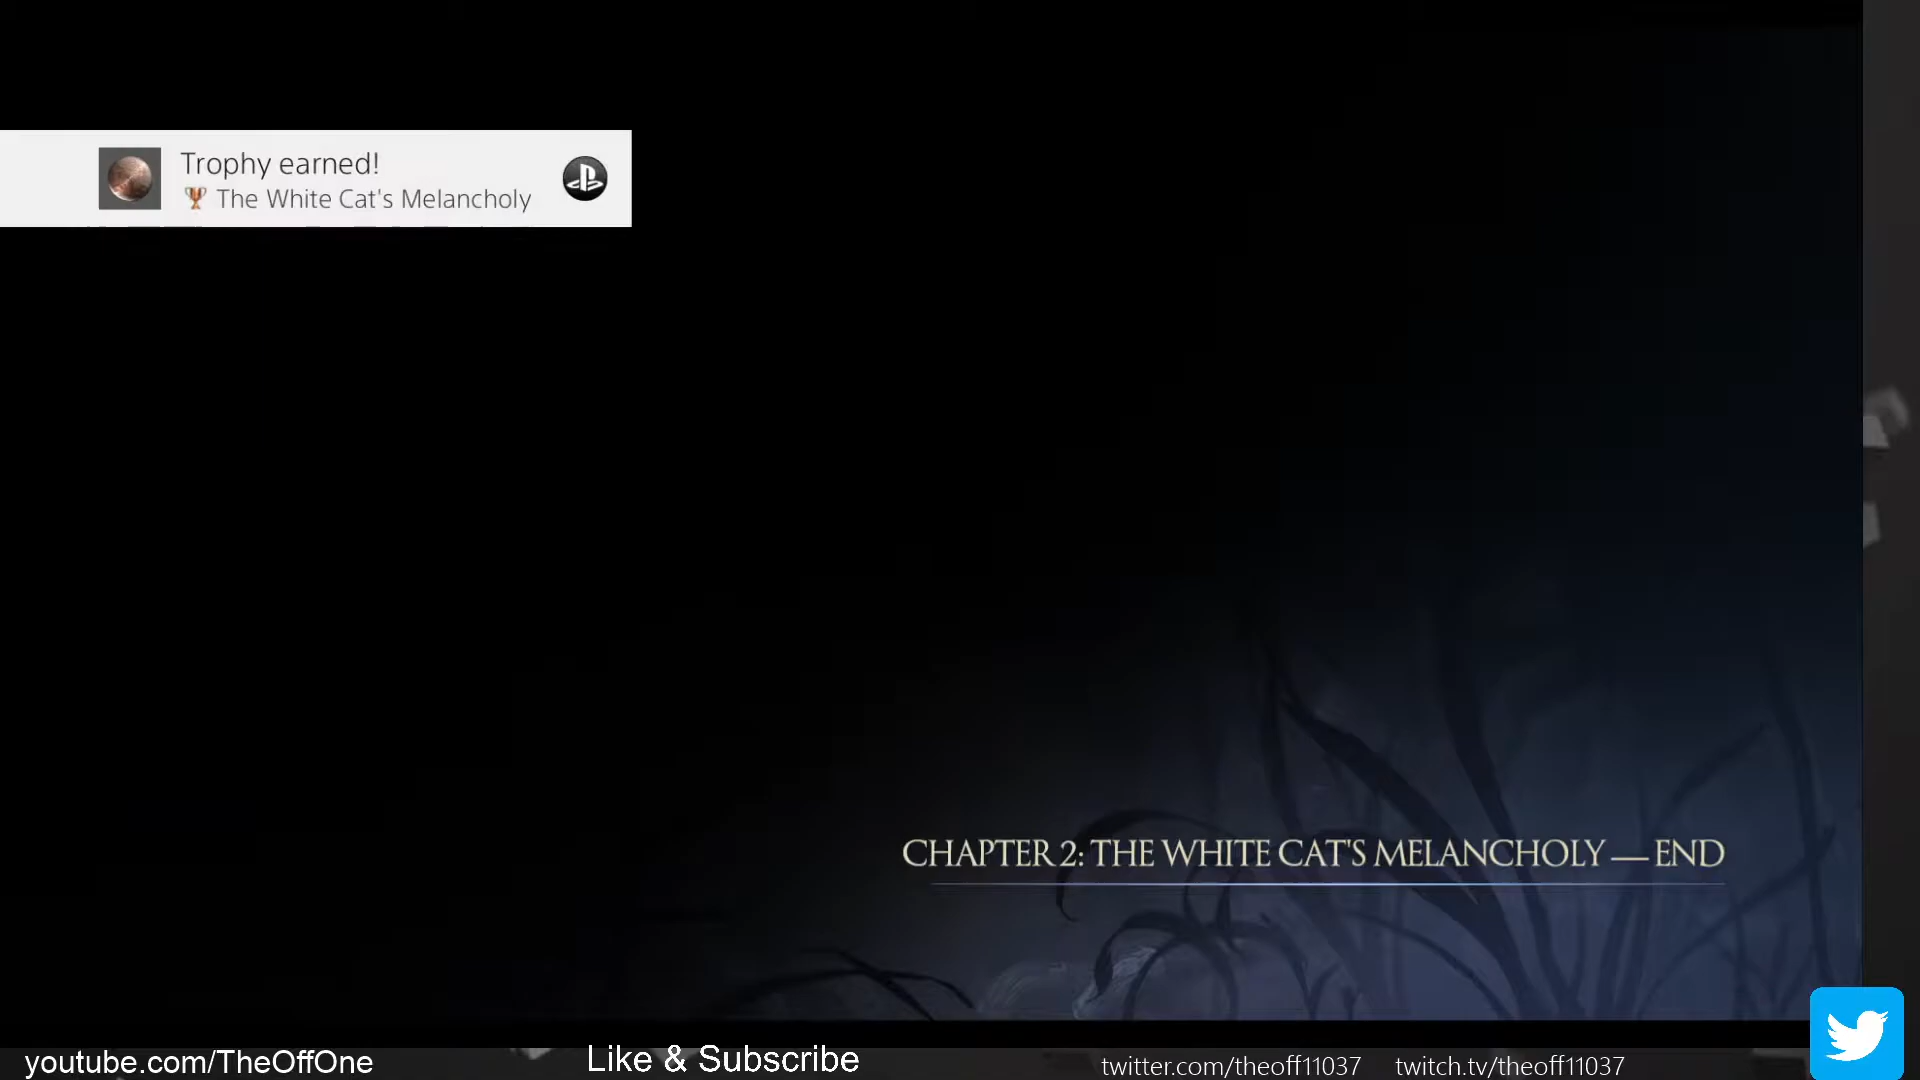 Trophy earned!
The White Cat's Melancholy
CHAPTER 2: THE WHITE CAT'S MELANCHOLY — END
youtube.com/TheOffOne
Like & Subscribe
twitter.com/theoff11037
twitch.tv/theoff11037